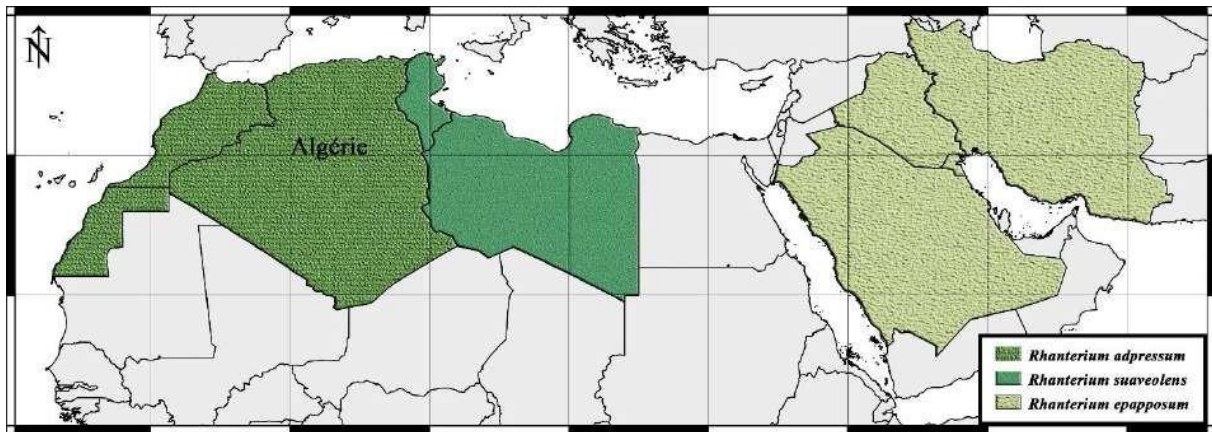 N
Algérie
Rhanterium adpressum
Rhanterium suaveolens
Rhanterium epapposum